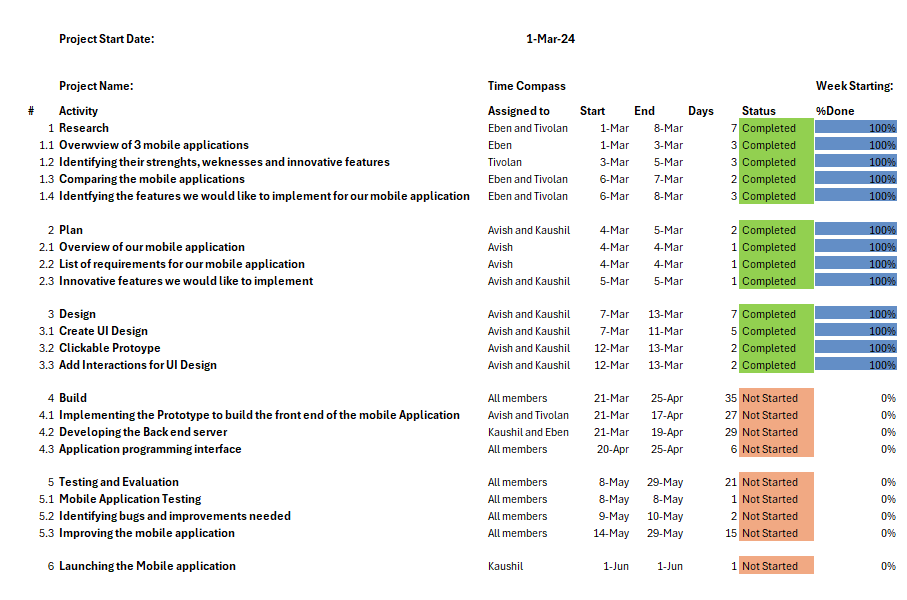 Project Start Date: 1-Mar-24
Project Name: Time Compass Week Starting:
# Activity Assigned to Start End Days Status %Done
1 Research Eben and Tivolan 1-Mar 8-Mar 7 Completed 100%
1.1 Overwview of 3 mobile applications Eben 1-Mar 3-Mar 3 Completed 100%
1.2 Identifying their strenghts, weknesses and innovative features Tivolan 3-Mar 5-Mar 3 Completed 100%
1.3 Comparing the mobile applications Eben and Tivolan 6-Mar 7-Mar 2 Completed 100%
1.4 Identfying the features we would like to implement for our mobile application Eben and Tivolan 6-Mar 8-Mar 3 Completed 100%
2 Plan Avish and Kaushil 4-Mar 5-Mar 2 Completed 100%
2.1 Overview of our mobile application Avish 4-Mar 4-Mar 1 Completed 100%
2.2 List of requirements for our mobile application Avish 4-Mar 4-Mar 1 Completed 100%
2.3 Innovative features we would like to implement Avish and Kaushil 5-Mar 5-Mar 1 Completed 100%
3 Design Avish and Kaushil 7-Mar 13-Mar 7 Completed 100%
3.1 Create UI Design Avish and Kaushil 7-Mar 11-Mar 5 Completed 100%
3.2 Clickable Protoype Avish and Kaushil 12-Mar 13-Mar 2 Completed 100%
3.3 Add Interactions for UI Design Avish and Kaushil 12-Mar 13-Mar 2 Completed 100%
4 Build All members 21-Mar 25-Apr 35 Not Started 0%
4.1 Implementing the Prototype to build the front end of the mobile Application Avish and Tivolan 21-Mar 17-Apr 27 Not Started 0%
4.2 Developing the Back end server Kaushil and Eben 21-Mar 19-Apr 29 Not Started 0%
4.3 Application programming interface All members 20-Apr 25-Apr 6 Not Started 0%
5 Testing and Evaluation All members 8-May 29-May 21 Not Started 0%
5.1 Mobile Application Testing All members 8-May 8-May 1 Not Started 0%
5.2 Identifying bugs and improvements needed All members 9-May 10-May 2 Not Started 0%
5.3 Improving the mobile application All members 14-May 29-May 15 Not Started 0%
6 Launching the Mobile application Kaushil 1-Jun 1-Jun 1 Not Started 0%